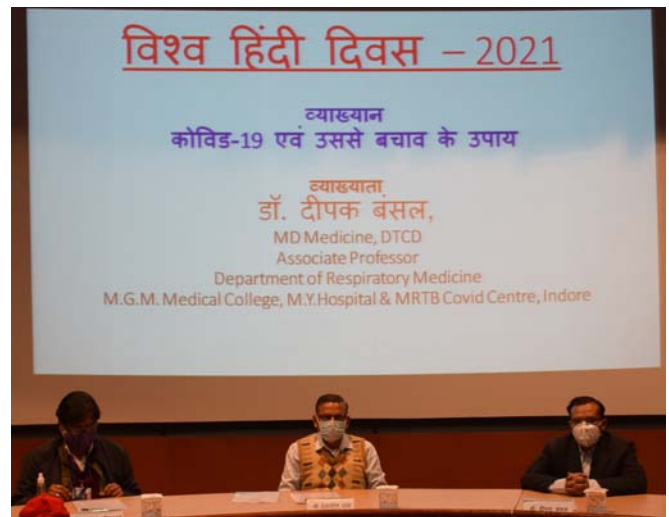 विश्व हिंदी दिवस – 2021
व्याख्यान
कोविड-19 एवं उससे बचाव के उपाय
व्याख्याता
डॉ. दीपक बंसल,
MD Medicine, DTCD
Associate Professor
Department of Respiratory Medicine
M.G.M. Medical College, M.Y.Hospital & MRTB Covid Centre, Indore